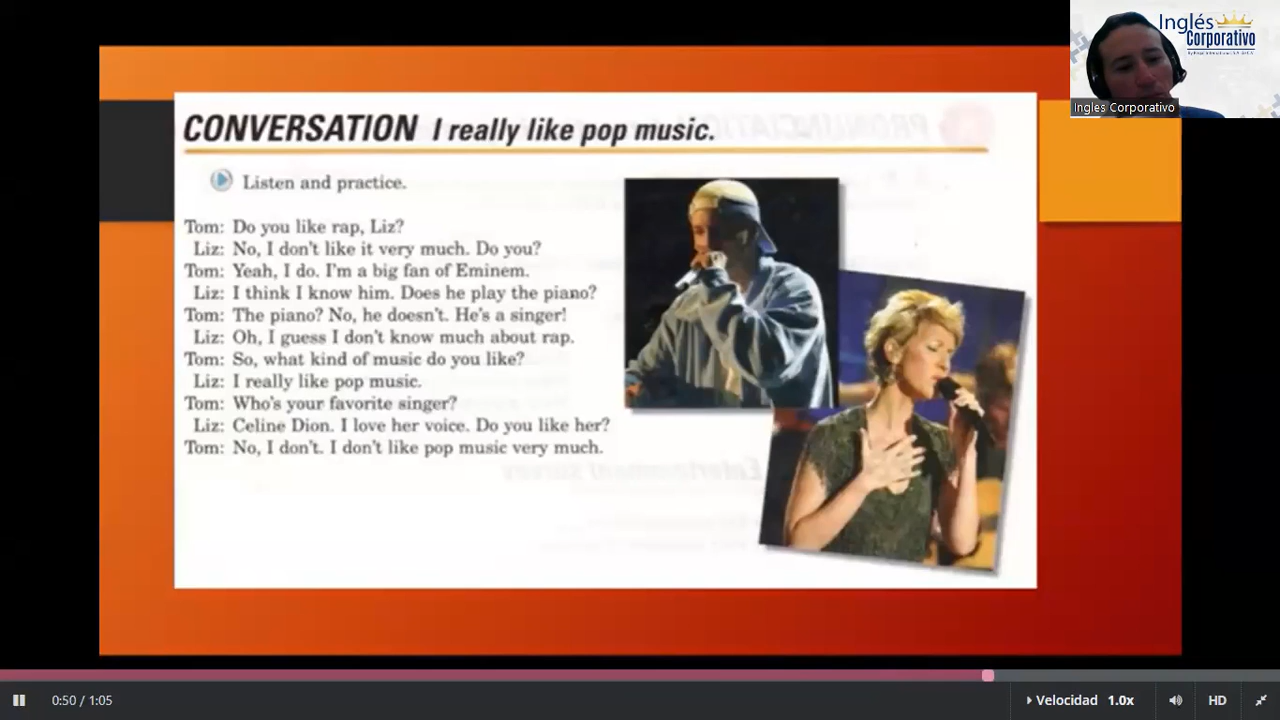 Inglés
Corporativo
Ingles Corporativo
CONVERSATION I really like pop music.
Listen and practice.
Tom: Do you like rap, Liz?
Liz: No, I don't like it very much. Do you?
Tom: Yeah, I do. I'm a big fan of Eminem.
Liz: I think I know him. Does he play the piano?
Tom: The piano? No, he doesn't. He's a singer!
Liz: Oh, I guess I don't know much about rap.
Tom: So, what kind of music do you like?
Liz: I really like pop music.
Tom: Who's your favorite singer?
Liz: Celine Dion. I love her voice. Do you like her?
Tom: No, I don't. I don't like pop music very much.
0:50 / 1:05
Velocidad 1.0x
HD